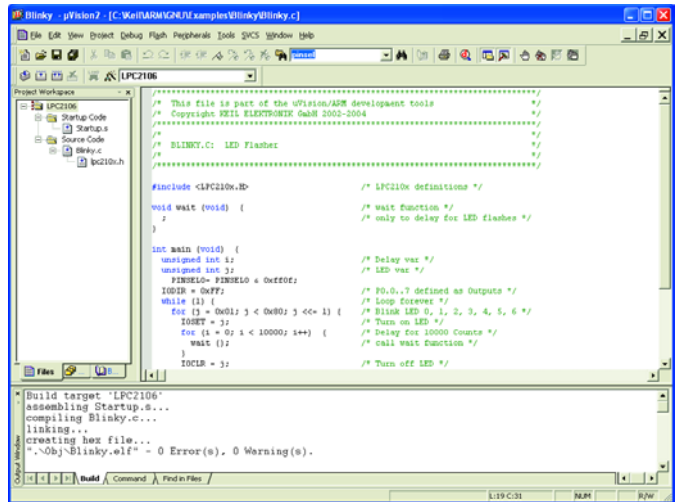 Blinky - µVision2 - [C:\Keil\ARM\GNU\Examples\Blinky\Blinky.c]
File Edit View Project Debug Flash Peripherals Tools SVCS Window Help
pinsel
LPC2106
Project Workspace
LPC2106
Startup Code
Startup.s
Source Code
Blinky.c
lpc210x.h
Files
B...
/******************************************************************/
/* This file is part of the uVision/ARM development tools */
/* Copyright KEIL ELEKTRONIK GmbH 2002-2004 */
/******************************************************************/
/* */
/* BLINKY.C: LED Flasher */
/* */
/******************************************************************/
#include <LPC210x.H> /* LPC210x definitions */
void wait (void) { /* wait function */
; /* only to delay for LED flashes */
}
int main (void) {
unsigned int i; /* Delay var */
unsigned int j; /* LED var */
PINSEL0= PINSEL0 & 0xff0f;
IODIR = 0xFF; /* P0.0..7 defined as Outputs */
while (1) { /* Loop forever */
for (j = 0x01; j < 0x80; j <<= 1) { /* Blink LED 0, 1, 2, 3, 4, 5, 6 */
IOSET = j; /* Turn on LED */
for (i = 0; i < 10000; i++) { /* Delay for 10000 Counts */
wait (); /* call wait function */
}
IOCLR = j; /* Turn off LED */
Output Window
Build target 'LPC2106'
assembling Startup.s...
compiling Blinky.c...
linking...
creating hex file...
".\Obj\Blinky.elf" - 0 Error(s), 0 Warning(s).
Build Command Find in Files
L:19 C:31 NUM R/W